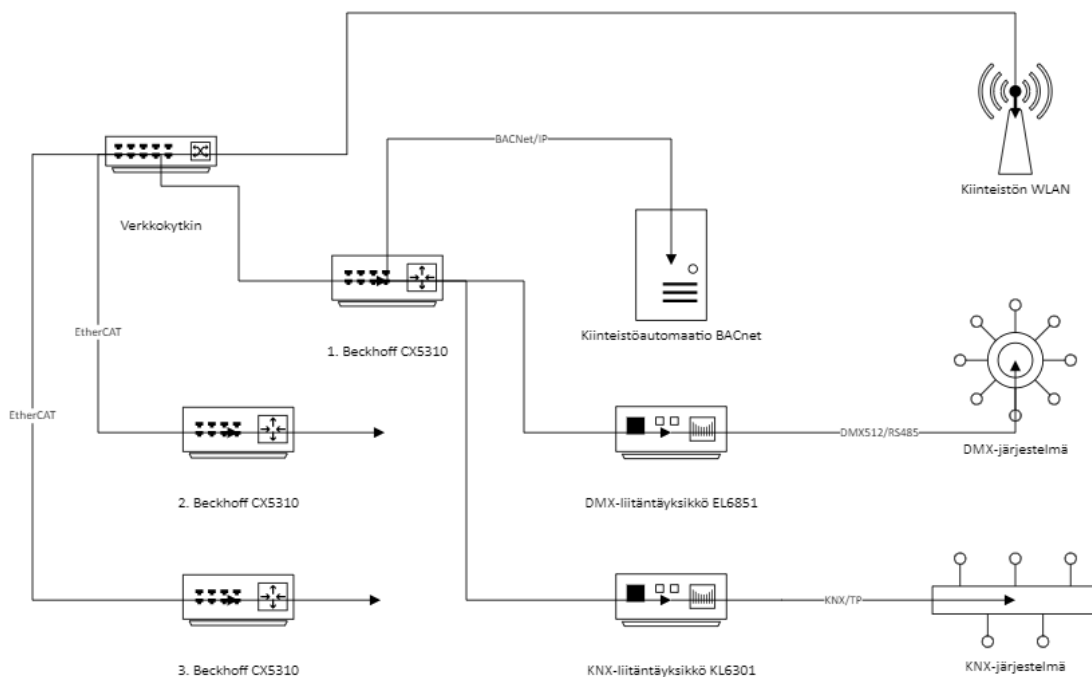 BACNet/IP
Kiinteistön WLAN
Verkkokytkin
EtherCAT
1. Beckhoff CX5310
Kiinteistöautomaatio BACnet
EtherCAT
DMX512/RS485
DMX-järjestelmä
2. Beckhoff CX5310
DMX-liitäntäyksikkö EL6851
KNX/TP
3. Beckhoff CX5310
KNX-liitäntäyksikkö KL6301
KNX-järjestelmä